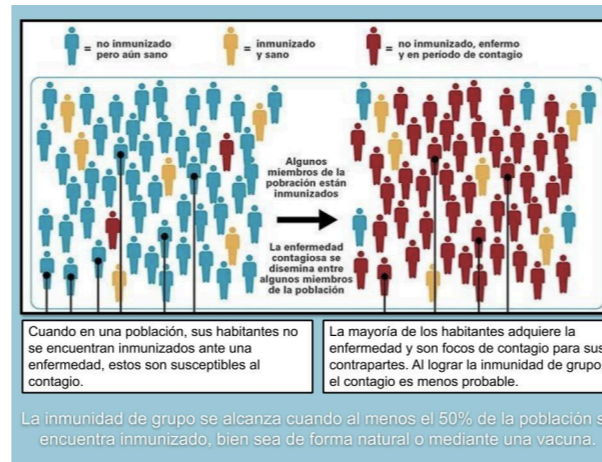 = no inmunizado
pero aún sano
= inmunizado
y sano
= no inmunizado, enfermo
y en período de contagio
Algunos
miembros de la
pobración están
inmunizados
La enfermedad
contagiosa se
disemina entre
algunos miembros
de la población
Cuando en una población, sus habitantes no
se encuentran inmunizados ante una
enfermedad, estos son susceptibles al
contagio.
La mayoría de los habitantes adquiere la
enfermedad y son focos de contagio para sus
contrapartes. Al lograr la inmunidad de grupo
el contagio es menos probable.
La inmunidad de grupo se alcanza cuando al menos el 50% de la población s
encuentra inmunizado, bien sea de forma natural o mediante una vacuna.